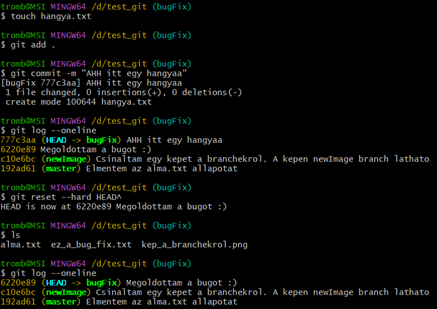 tromb@MSI MINGW64 /d/test_git (bugFix)
$ touch hangya.txt
tromb@MSI MINGW64 /d/test_git (bugFix)
$ git add .
tromb@MSI MINGW64 /d/test_git (bugFix)
$ git commit -m "AHH itt egy hangyaa"
[bugFix 777c3aa] AHH itt egy hangyaa
1 file changed, 0 insertions(+), 0 deletions(-)
create mode 100644 hangya.txt
tromb@MSI MINGW64 /d/test_git (bugFix)
$ git log --oneline
777c3aa (HEAD -> bugFix) AHH itt egy hangyaa
6220e89 Megoldottam a bugot :)
c10e6bc (newImage) Csinaltam egy kepet a branchekrol. A kepen newImage branch lathato
192ad61 (master) Elmentem az alma.txt allapotat
tromb@MSI MINGW64 /d/test_git (bugFix)
$ git reset --hard HEAD^
HEAD is now at 6220e89 Megoldottam a bugot :)
tromb@MSI MINGW64 /d/test_git (bugFix)
$ ls
alma.txt ez_a_bug_fix.txt kep_a_branchekrol.png
tromb@MSI MINGW64 /d/test_git (bugFix)
$ git log --oneline
6220e89 (HEAD -> bugFix) Megoldottam a bugot :)
c10e6bc (newImage) Csinaltam egy kepet a branchekrol. A kepen newImage branch lathato
192ad61 (master) Elmentem az alma.txt allapotat